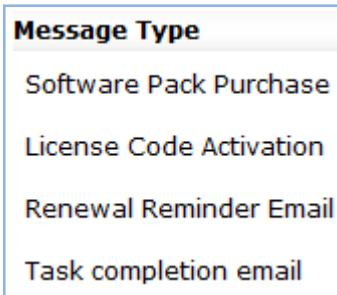 Message Type
Software Pack Purchase
License Code Activation
Renewal Reminder Email
Task completion email